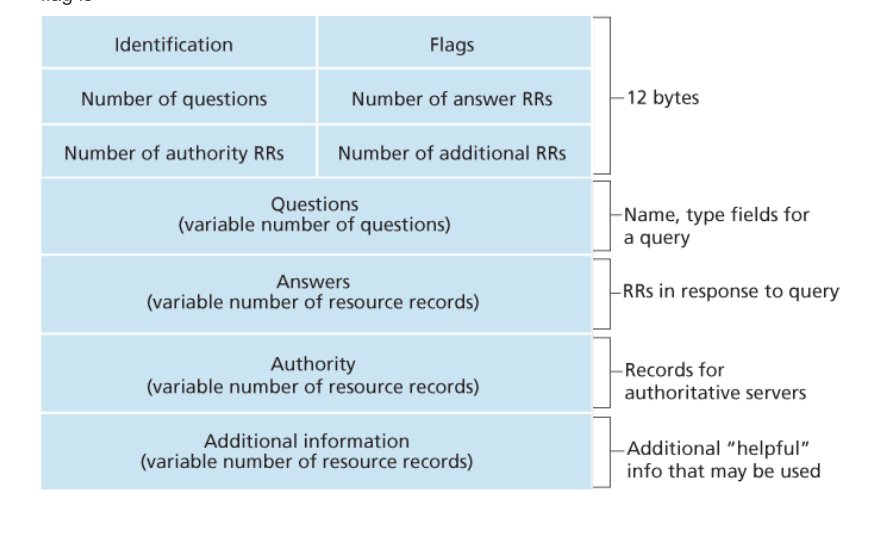 flag is
Identification
Flags
Number of questions
Number of answer RRs
12 bytes
Number of authority RRs
Number of additional RRs
Questions
(variable number of questions)
Name, type fields for
a query
Answers
(variable number of resource records)
RRs in response to query
Authority
(variable number of resource records)
Records for
authoritative servers
Additional information
(variable number of resource records)
Additional “helpful”
info that may be used